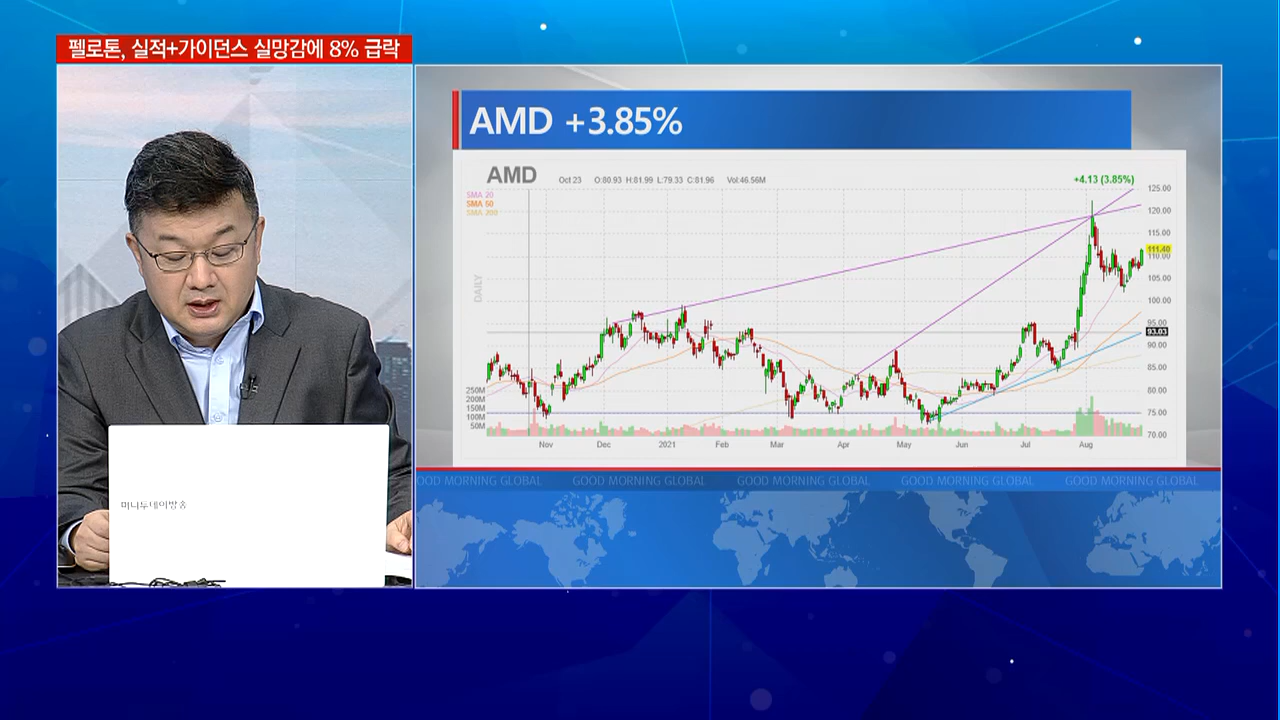 펠로톤, 실적+가이던스 실망감에 8% 급락
AMD +3.85%
AMD Oct 23 O:80.93 H:81.99 L:79.33 C:81.96 Vol:46.56M +4.13 (3.85%)
SMA 20
SMA 50
SMA 200
DAILY
125.00
120.00
115.00
111.40
110.00
105.00
100.00
95.00
93.03
90.00
85.00
80.00
75.00
70.00
250M
200M
150M
100M
50M
Nov Dec 2021 Feb Mar Apr May Jun Jul Aug
머니투데이방송
GOOD MORNING GLOBAL GOOD MORNING GLOBAL GOOD MORNING GLOBAL GOOD MORNING GLOBAL GOOD MORNING GLOBAL